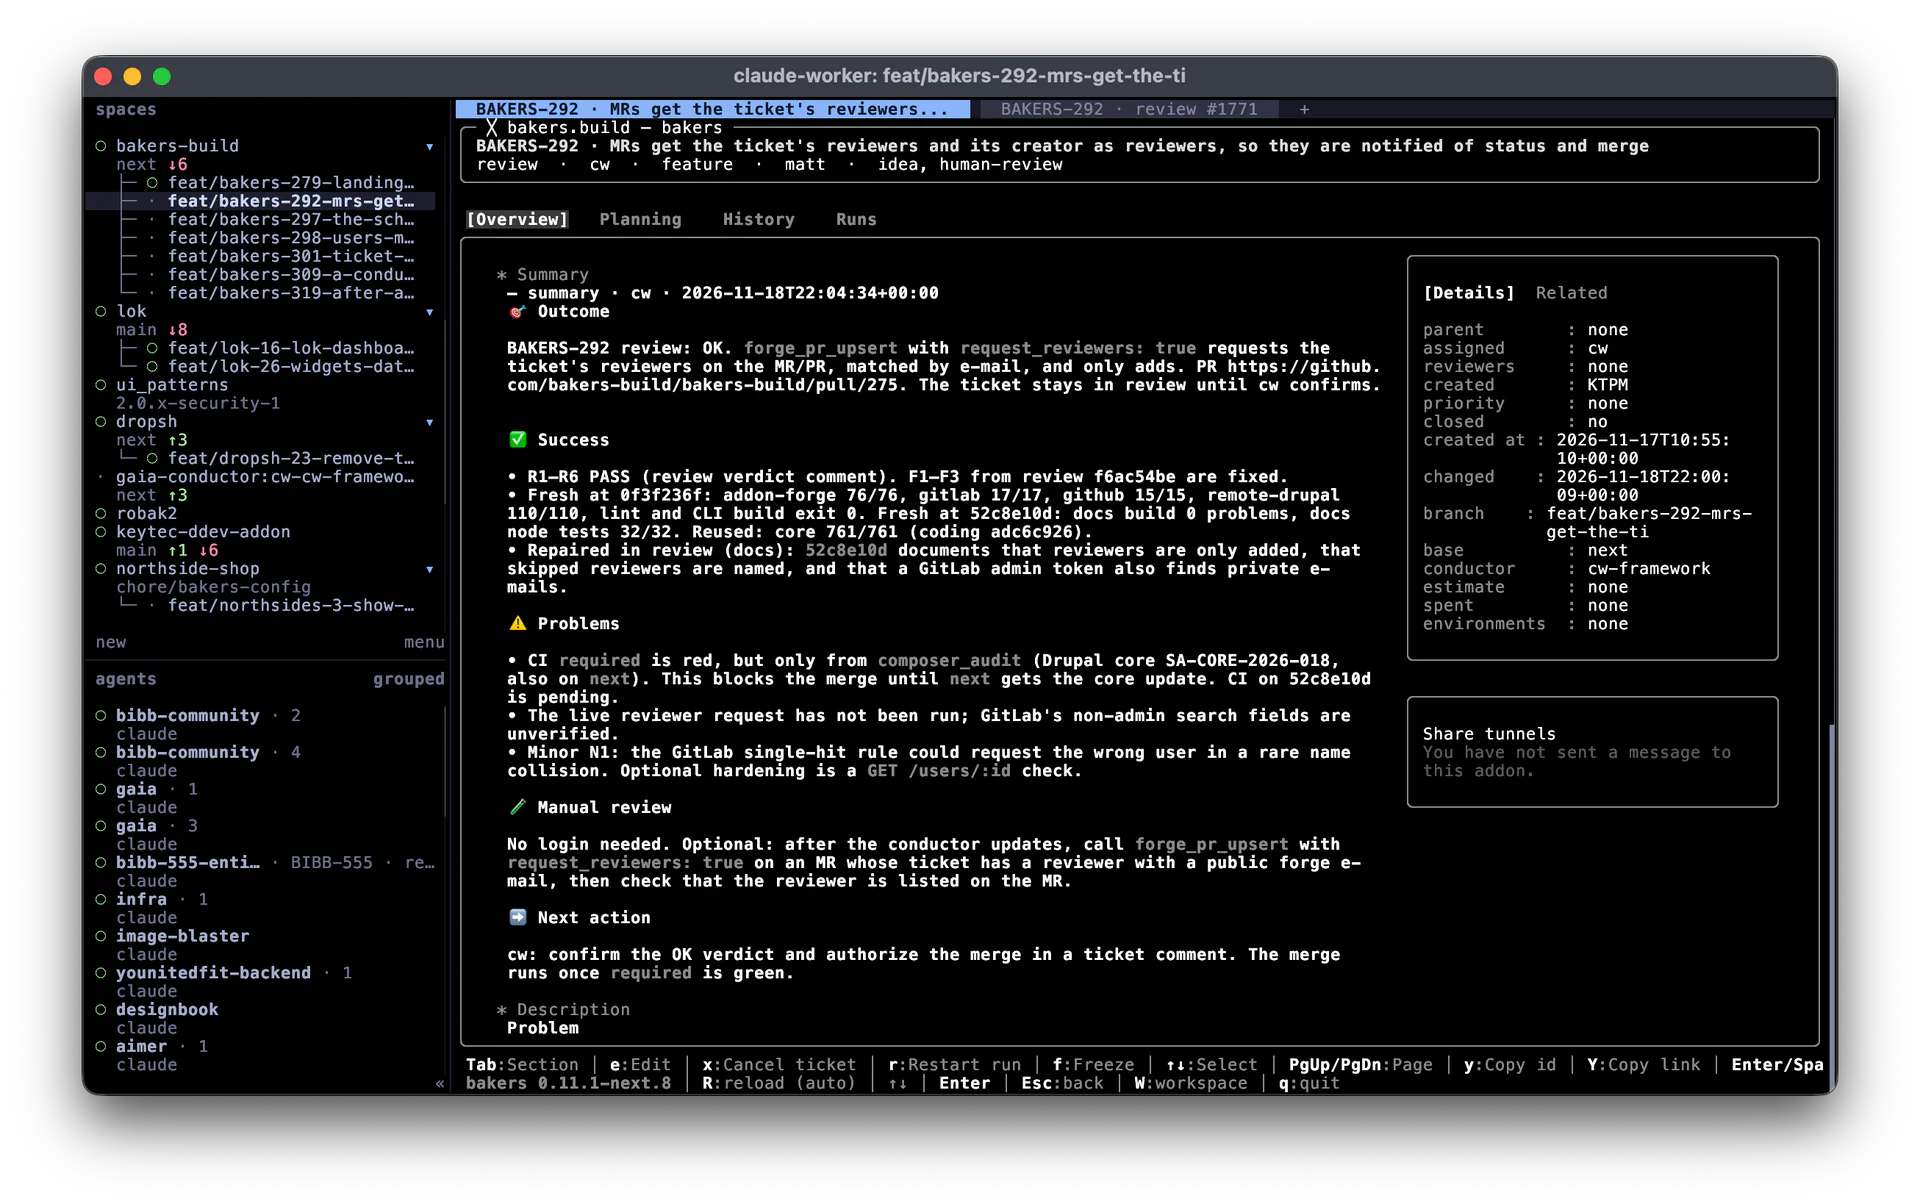 claude-worker: feat/bakers-292-mrs-get-the-ti
spaces
bakers-build ▼
next ↓6
feat/bakers-279-landing…
· feat/bakers-292-mrs-get…
· feat/bakers-297-the-sch…
· feat/bakers-298-users-m…
· feat/bakers-301-ticket-…
· feat/bakers-309-a-condu…
· feat/bakers-319-after-a…
lok ▼
main ↓8
feat/lok-16-lok-dashboa…
feat/lok-26-widgets-dat…
ui_patterns
2.0.x-security-1
dropsh ▼
next ↑3
feat/dropsh-23-remove-t…
· gaia-conductor:cw-cw-framewo…
next ↑3
robak2
keytec-ddev-addon
main ↑1 ↓6
northside-shop ▼
chore/bakers-config
· feat/northsides-3-show-…
new menu
agents grouped
bibb-community · 2
claude
bibb-community · 4
claude
gaia · 1
claude
gaia · 3
claude
bibb-555-enti… · BIBB-555 · re…
claude
infra · 1
claude
image-blaster
claude
younitedfit-backend · 1
claude
designbook
claude
aimer · 1
claude
«
BAKERS-292 · MRs get the ticket's reviewers... BAKERS-292 · review #1771 +
╳ bakers.build — bakers
BAKERS-292 · MRs get the ticket's reviewers and its creator as reviewers, so they are notified of status and merge
review · cw · feature · matt · idea, human-review
[Overview] Planning History Runs
* Summary
— summary · cw · 2026-11-18T22:04:34+00:00
🎯 Outcome
BAKERS-292 review: OK. forge_pr_upsert with request_reviewers: true requests the
ticket's reviewers on the MR/PR, matched by e-mail, and only adds. PR https://github.
com/bakers-build/bakers-build/pull/275. The ticket stays in review until cw confirms.
✅ Success
• R1–R6 PASS (review verdict comment). F1–F3 from review f6ac54be are fixed.
• Fresh at 0f3f236f: addon-forge 76/76, gitlab 17/17, github 15/15, remote-drupal
110/110, lint and CLI build exit 0. Fresh at 52c8e10d: docs build 0 problems, docs
node tests 32/32. Reused: core 761/761 (coding adc6c926).
• Repaired in review (docs): 52c8e10d documents that reviewers are only added, that
skipped reviewers are named, and that a GitLab admin token also finds private e-
mails.
⚠️ Problems
• CI required is red, but only from composer_audit (Drupal core SA-CORE-2026-018,
also on next). This blocks the merge until next gets the core update. CI on 52c8e10d
is pending.
• The live reviewer request has not been run; GitLab's non-admin search fields are
unverified.
• Minor N1: the GitLab single-hit rule could request the wrong user in a rare name
collision. Optional hardening is a GET /users/:id check.
🧪 Manual review
No login needed. Optional: after the conductor updates, call forge_pr_upsert with
request_reviewers: true on an MR whose ticket has a reviewer with a public forge e-
mail, then check that the reviewer is listed on the MR.
➡️ Next action
cw: confirm the OK verdict and authorize the merge in a ticket comment. The merge
runs once required is green.
* Description
Problem
[Details] Related
parent : none
assigned : cw
reviewers : none
created : KTPM
priority : none
closed : no
created at : 2026-11-17T10:55:
10+00:00
changed : 2026-11-18T22:00:
09+00:00
branch : feat/bakers-292-mrs-
get-the-ti
base : next
conductor : cw-framework
estimate : none
spent : none
environments : none
Share tunnels
You have not sent a message to
this addon.
Tab:Section │ e:Edit │ x:Cancel ticket │ r:Restart run │ f:Freeze │ ↑↓:Select │ PgUp/PgDn:Page │ y:Copy id │ Y:Copy link │ Enter/Spa
bakers 0.11.1-next.8 │ R:reload (auto) │ ↑↓ │ Enter │ Esc:back │ W:workspace │ q:quit